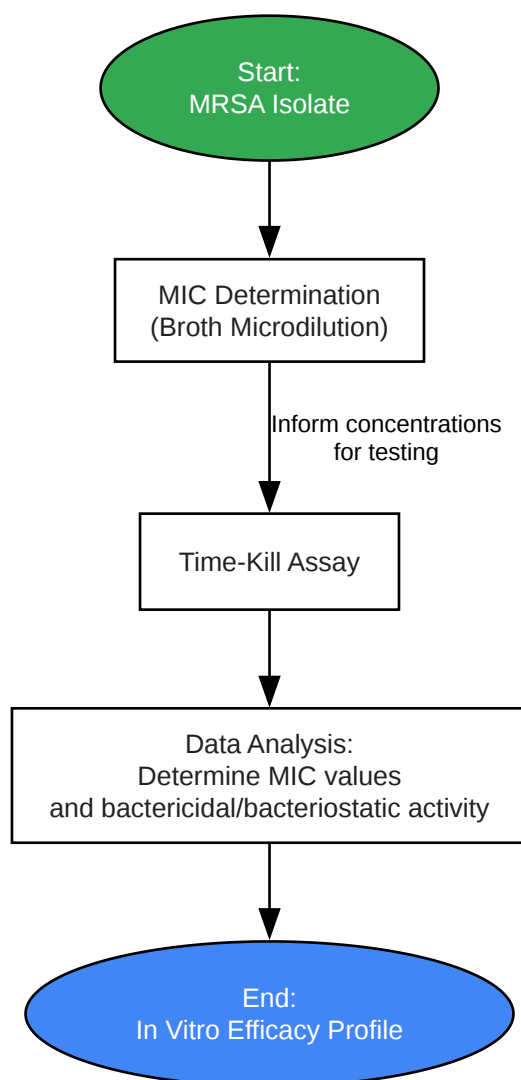 Start:
MRSA Isolate
MIC Determination
(Broth Microdilution)
Inform concentrations
for testing
Time-Kill Assay
Data Analysis:
Determine MIC values
and bactericidal/bacteriostatic activity
End:
In Vitro Efficacy Profile